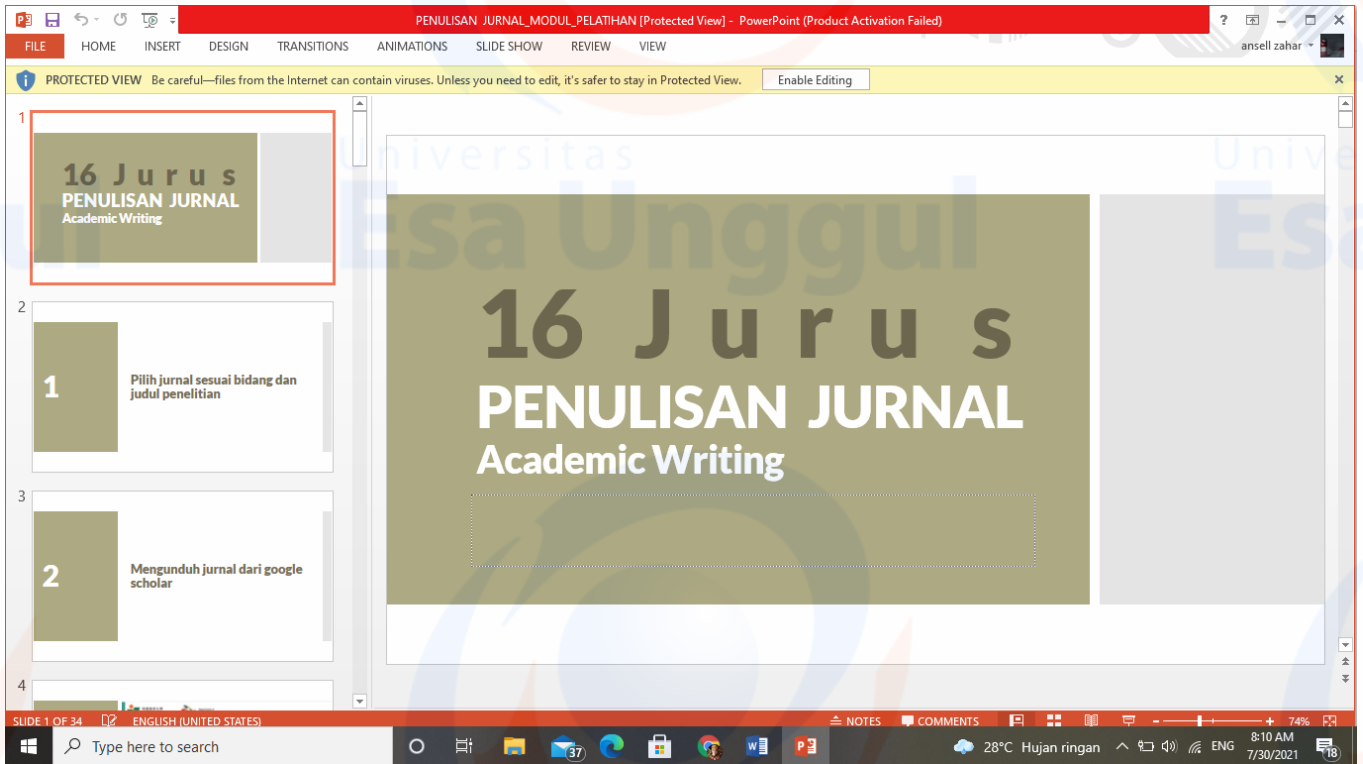 PENULISAN JURNAL_MODUL_PELATIHAN [Protected View] - PowerPoint (Product Activation Failed)
FILE HOME INSERT DESIGN TRANSITIONS ANIMATIONS SLIDE SHOW REVIEW VIEW
ansell zahar
PROTECTED VIEW Be careful—files from the Internet can contain viruses. Unless you need to edit, it's safer to stay in Protected View. Enable Editing
1
16 Jurus
PENULISAN JURNAL
Academic Writing
2
1
Pilih jurnal sesuai bidang dan
judul penelitian
3
2
Mengunduh jurnal dari google
scholar
4
Universitas
Esa Unggul
16 Jurus
PENULISAN JURNAL
Academic Writing
SLIDE 1 OF 34 ENGLISH (UNITED STATES) NOTES COMMENTS 74%
Type here to search
37
28°C Hujan ringan
ENG
8:10 AM
7/30/2021
18